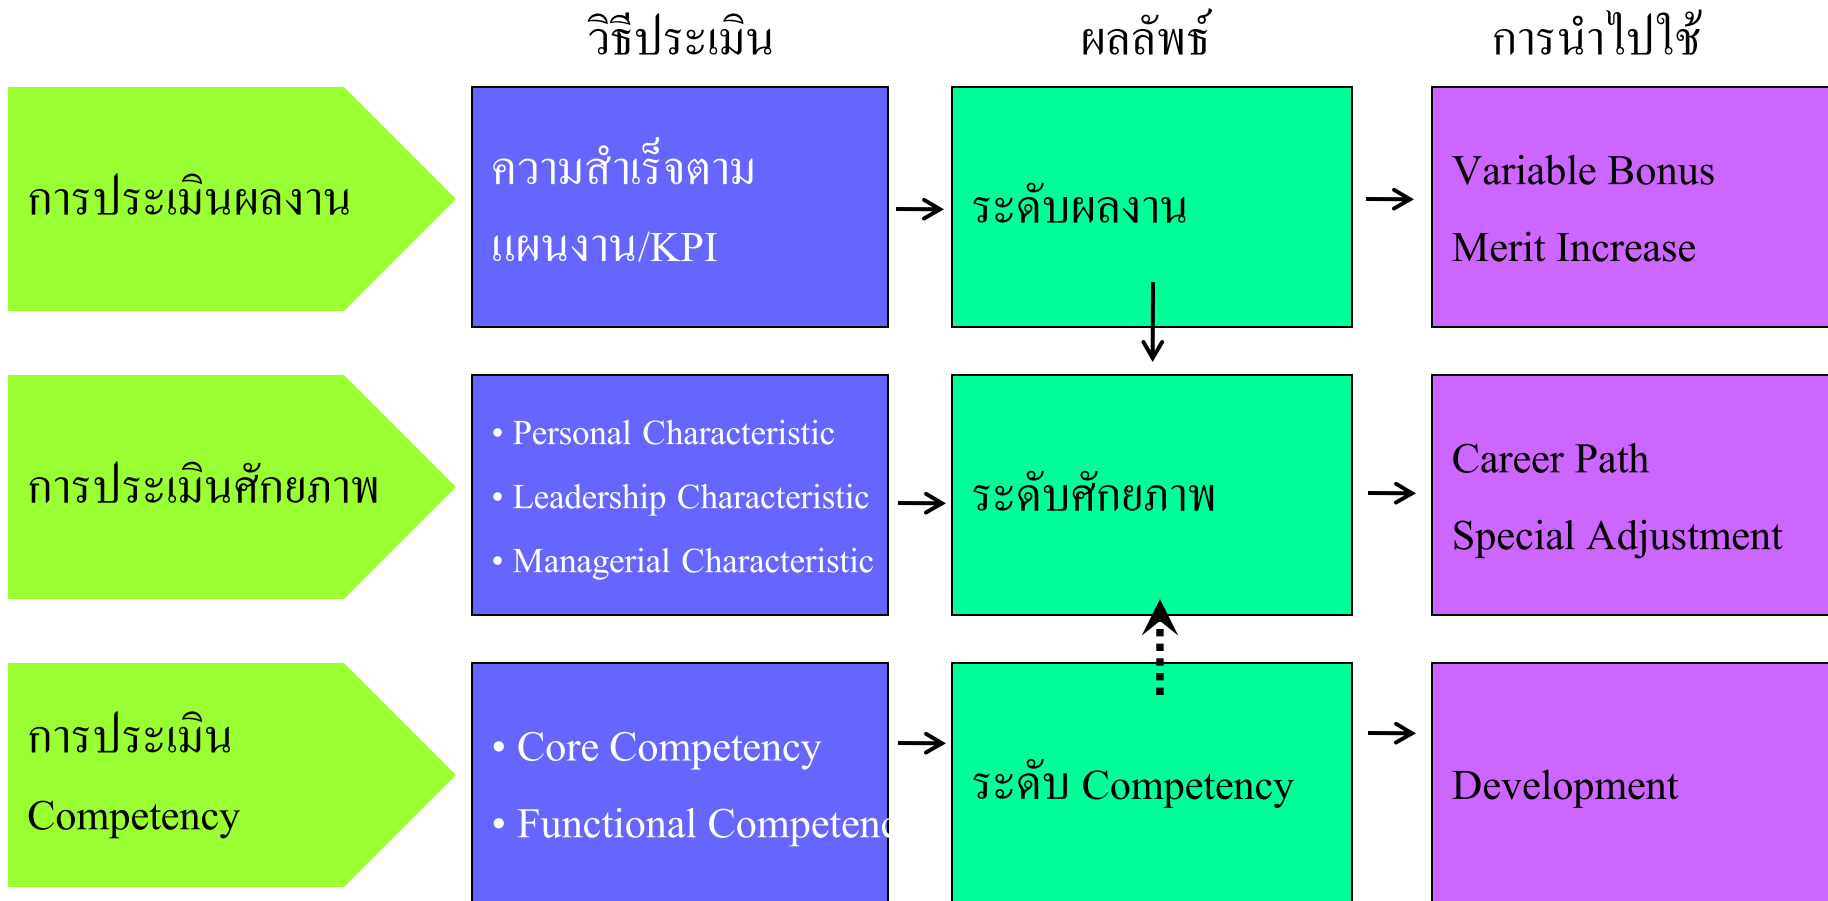 วิธีประเมิน
ผลลัพธ์
การนำไปใช้
การประเมินผลงาน
ความสำเร็จตาม
แผนงาน/KPI
ระดับผลงาน
Variable Bonus
Merit Increase
การประเมินศักยภาพ
• Personal Characteristic
• Leadership Characteristic
• Managerial Characteristic
ระดับศักยภาพ
Career Path
Special Adjustment
การประเมิน
Competency
• Core Competency
• Functional Competenc
ระดับ Competency
Development